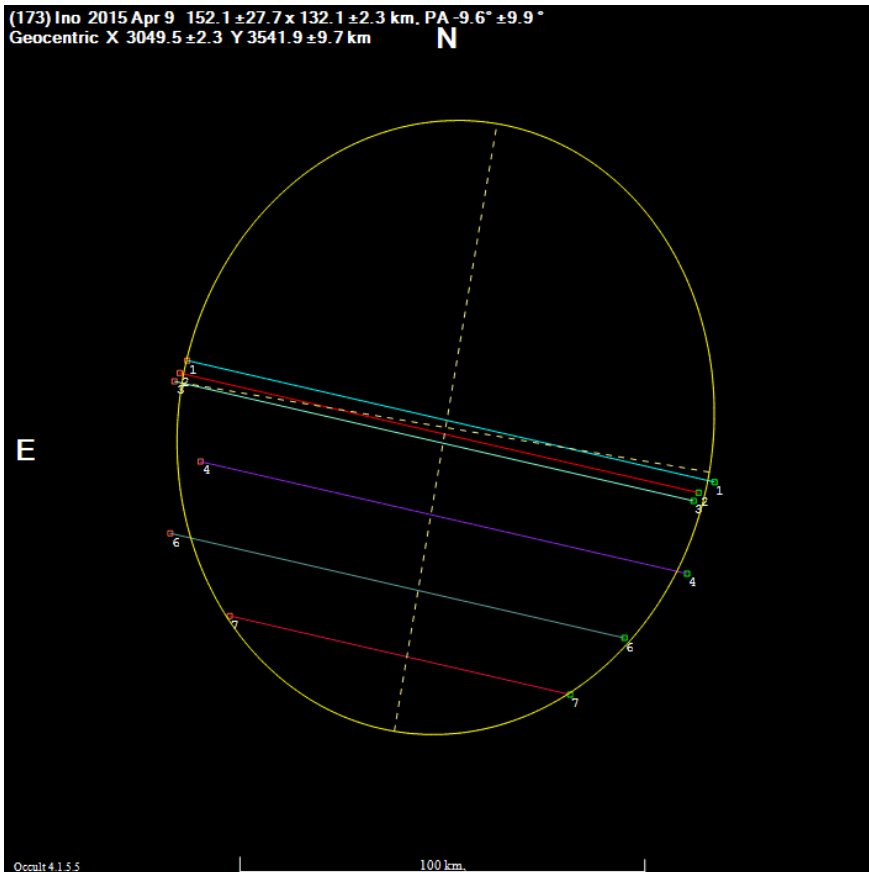 (173) Ino 2015 Apr 9 152.1 ±27.7 x 132.1 ±2.3 km, PA -9.6° ±9.9°
Geocentric X 3049.5 ±2.3 Y 3541.9 ±9.7 km
N
1
2
3
E
4
1
2
3
6
4
7
6
7
Occult 4.1.5.5
100 km,